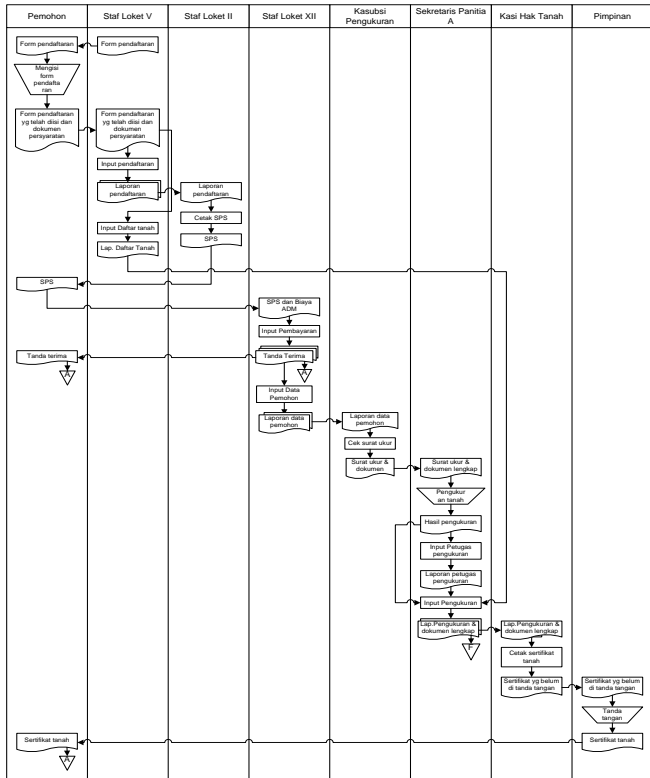 Pemohon
Staf Loket V
Staf Loket II
Staf Loket XII
Kasubsi
Pengukuran
Sekretaris Panitia
A
Kasi Hak Tanah
Pimpinan
Form pendaftaran
Form pendaftaran
Mengisi
form
pendafta
ran
Form pendaftaran
yg telah diisi dan
dokumen
persyaratan
Form pendaftaran
yg telah diisi dan
dokumen
persyaratan
Input pendaftaran
Laporan
pendaftaran
Laporan
pendaftaran
Cetak SPS
Input Daftar tanah
SPS
Lap. Daftar Tanah
SPS
SPS dan Biaya
ADM
Input Pembayaran
Tanda terima
Tanda Terima
A
A
Input Data
Pemohon
Laporan data
pemohon
Laporan data
pemohon
Cek surat ukur
Surat ukur &
dokumen
Surat ukur &
dokumen lengkap
Pengukur
an tanah
Hasil pengukuran
Input Petugas
pengukuran
Laporan petugas
pengukuran
Input Pengukuran
Lap.Pengukuran &
dokumen lengkap
Lap.Pengukuran &
dokumen lengkap
F
Cetak sertifikat
tanah
Sertifikat yg belum
di tanda tangan
Sertifikat yg belum
di tanda tangan
Tanda
tangan
Sertifikat tanah
Sertifikat tanah
A